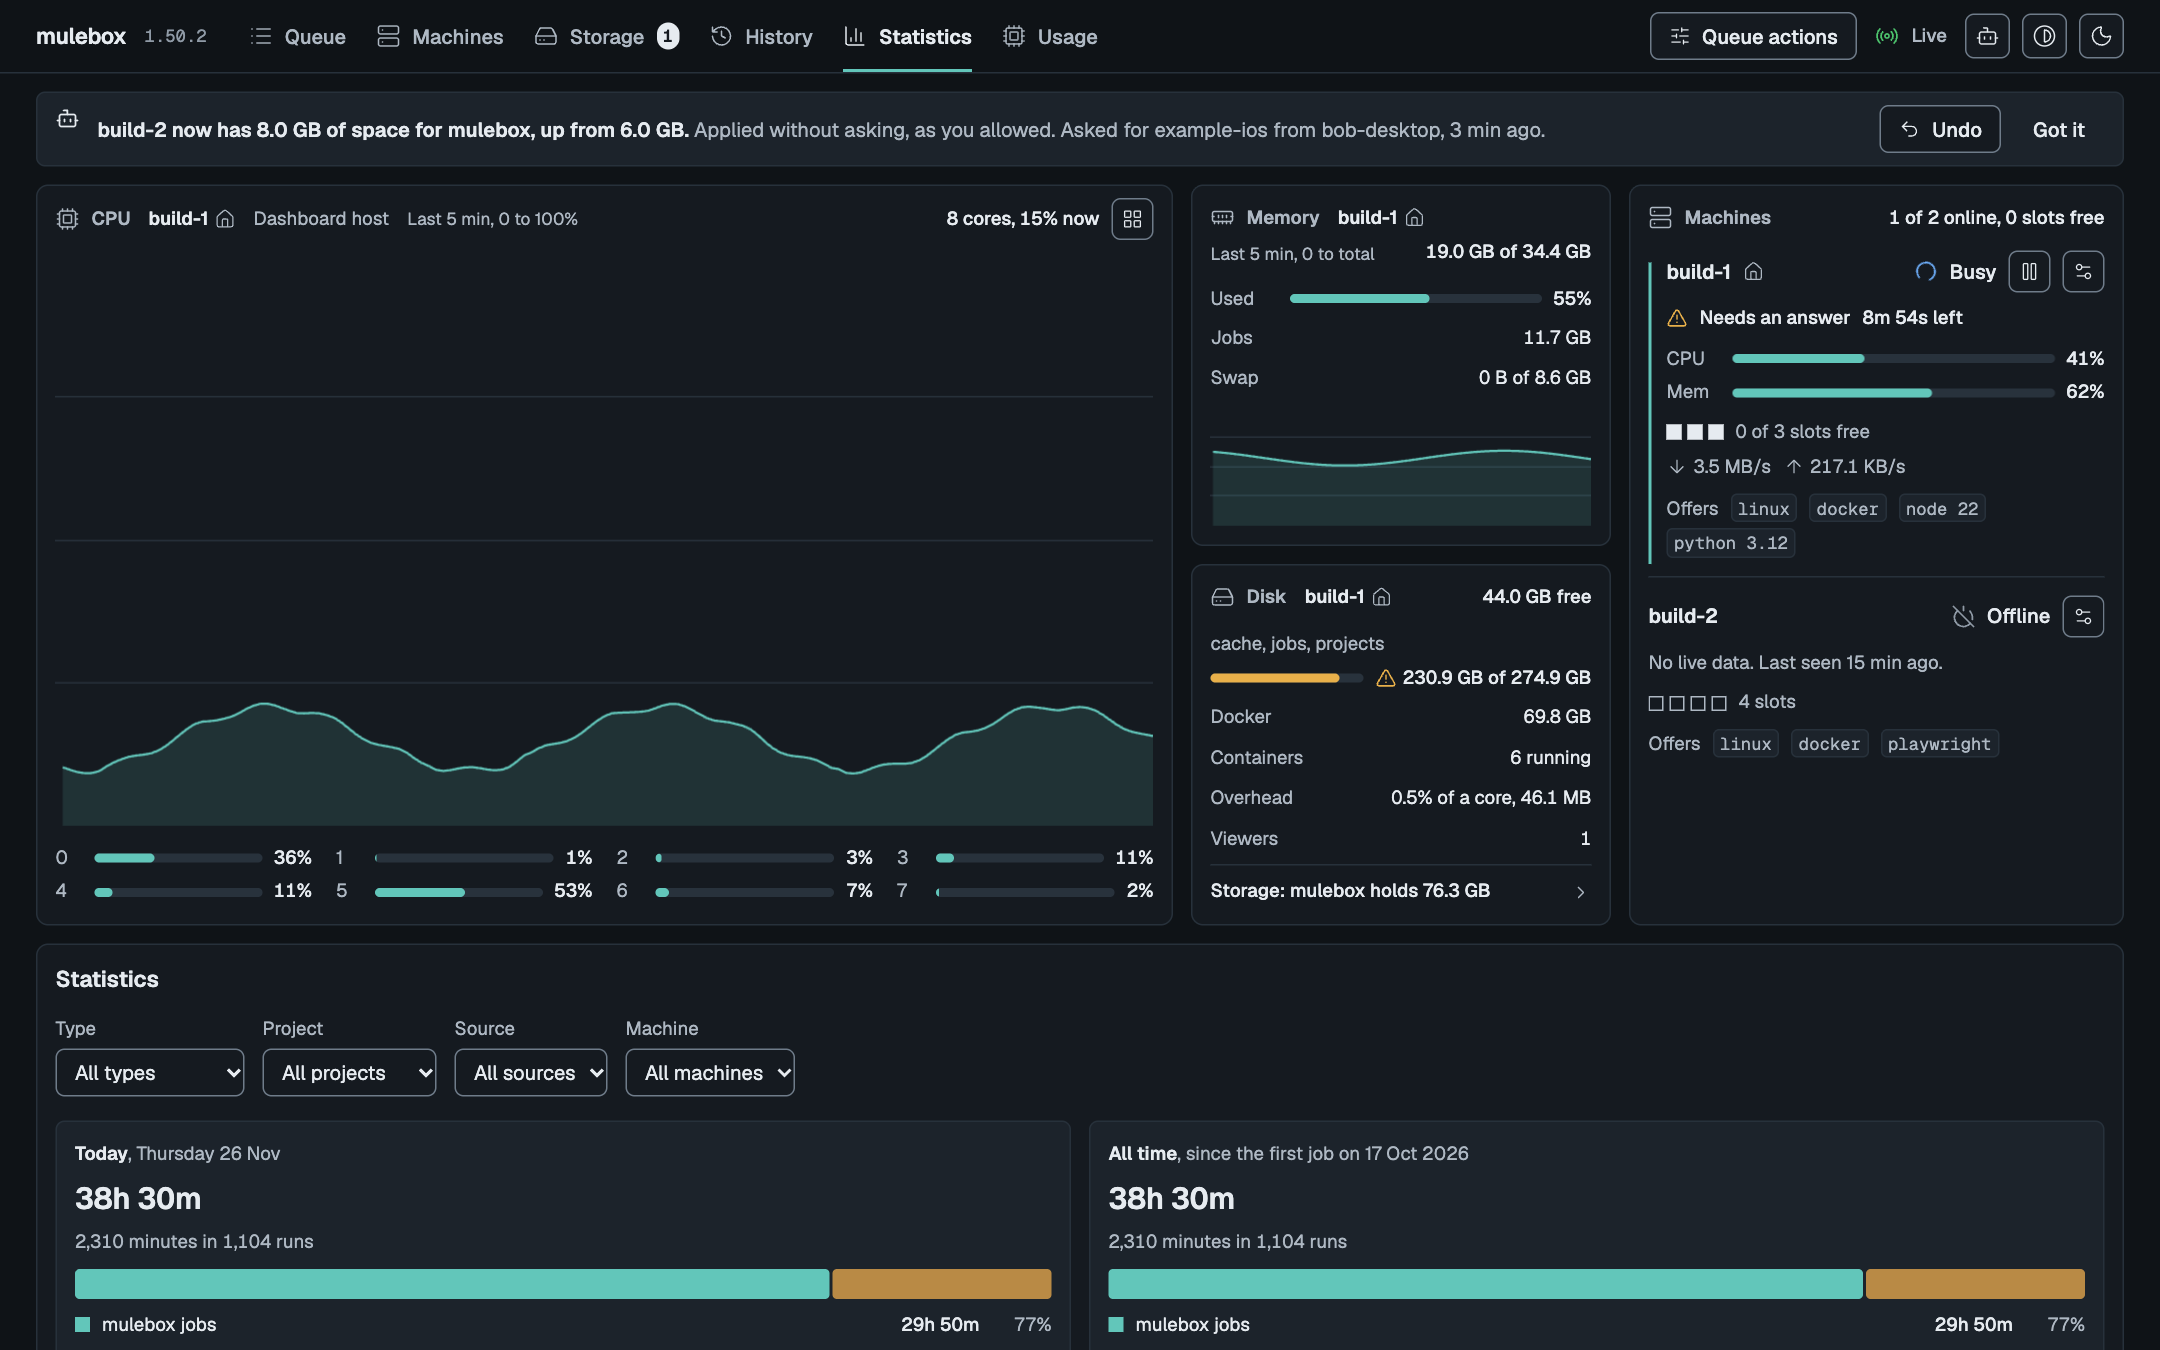 mulebox 1.50.2 Queue Machines Storage 1 History Statistics Usage Queue actions Live
build-2 now has 8.0 GB of space for mulebox, up from 6.0 GB. Applied without asking, as you allowed. Asked for example-ios from bob-desktop, 3 min ago. Undo Got it
CPU build-1 Dashboard host Last 5 min, 0 to 100% 8 cores, 15% now
0 36% 1 1% 2 3% 3 11%
4 11% 5 53% 6 7% 7 2%
Memory build-1
Last 5 min, 0 to total 19.0 GB of 34.4 GB
Used 55%
Jobs 11.7 GB
Swap 0 B of 8.6 GB
Disk build-1 44.0 GB free
cache, jobs, projects
230.9 GB of 274.9 GB
Docker 69.8 GB
Containers 6 running
Overhead 0.5% of a core, 46.1 MB
Viewers 1
Storage: mulebox holds 76.3 GB
Machines 1 of 2 online, 0 slots free
build-1 Busy
Needs an answer 8m 54s left
CPU 41%
Mem 62%
0 of 3 slots free
3.5 MB/s 217.1 KB/s
Offers linux docker node 22
python 3.12
build-2 Offline
No live data. Last seen 15 min ago.
4 slots
Offers linux docker playwright
Statistics
Type Project Source Machine
All types All projects All sources All machines
Today, Thursday 26 Nov
38h 30m
2,310 minutes in 1,104 runs
mulebox jobs 29h 50m 77%
All time, since the first job on 17 Oct 2026
38h 30m
2,310 minutes in 1,104 runs
mulebox jobs 29h 50m 77%